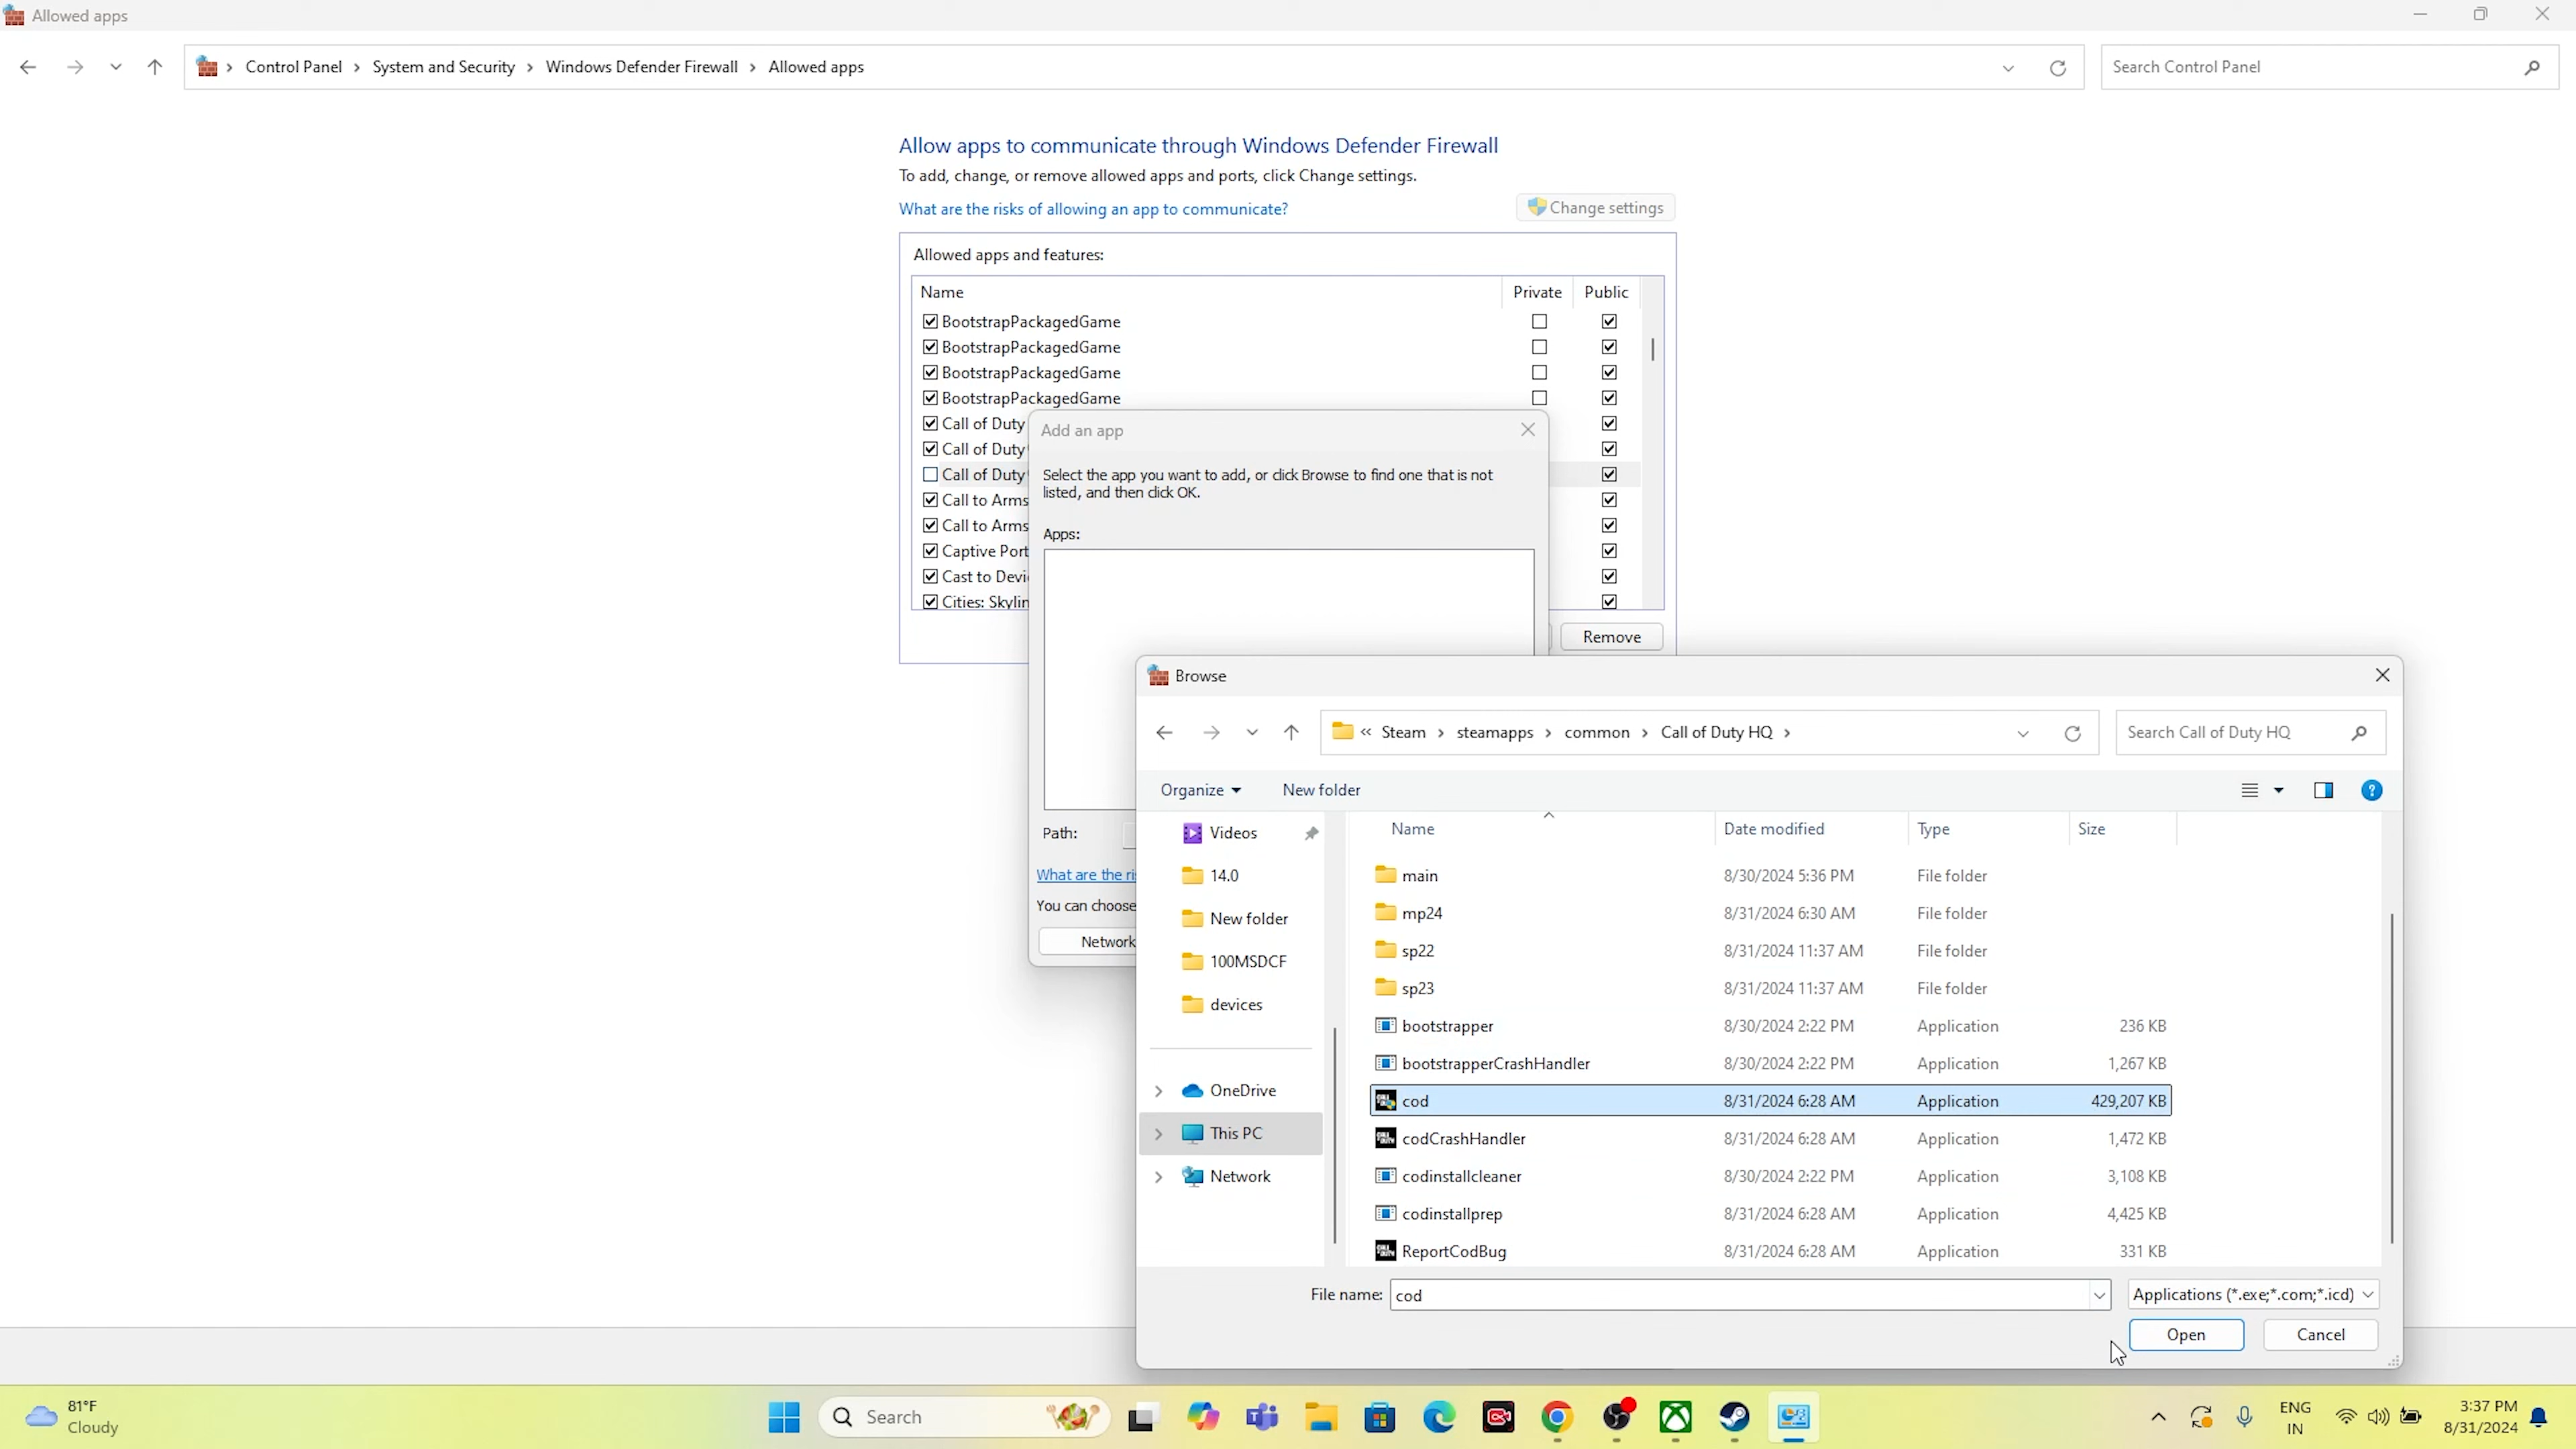 Allowed apps
Control Panel > System and Security > Windows Defender Firewall > Allowed apps
Search Control Panel
Allow apps to communicate through Windows Defender Firewall
To add, change, or remove allowed apps and ports, click Change settings.
What are the risks of allowing an app to communicate?
Change settings
Allowed apps and features:
Name Private Public
BootstrapPackagedGame
BootstrapPackagedGame
BootstrapPackagedGame
BootstrapPackagedGame
Call of Duty
Call of Duty
Call of Duty
Call to Arms
Call to Arms
Captive Port
Cast to Devi
Cities: Skylin
Remove
Add an app
Select the app you want to add, or click Browse to find one that is not
listed, and then click OK.
Apps:
Path:
What are the ri
You can choose
Network
Browse
« Steam > steamapps > common > Call of Duty HQ >
Search Call of Duty HQ
Organize New folder
Videos
14.0
New folder
100MSDCF
devices
OneDrive
This PC
Network
Name Date modified Type Size
main 8/30/2024 5:36 PM File folder
mp24 8/31/2024 6:30 AM File folder
sp22 8/31/2024 11:37 AM File folder
sp23 8/31/2024 11:37 AM File folder
bootstrapper 8/30/2024 2:22 PM Application 236 KB
bootstrapperCrashHandler 8/30/2024 2:22 PM Application 1,267 KB
cod 8/31/2024 6:28 AM Application 429,207 KB
codCrashHandler 8/31/2024 6:28 AM Application 1,472 KB
codinstallcleaner 8/30/2024 2:22 PM Application 3,108 KB
codinstallprep 8/31/2024 6:28 AM Application 4,425 KB
ReportCodBug 8/31/2024 6:28 AM Application 331 KB
File name: cod Applications (*.exe;*.com;*.icd)
Open Cancel
81°F
Cloudy
Search
ENG
IN
3:37 PM
8/31/2024